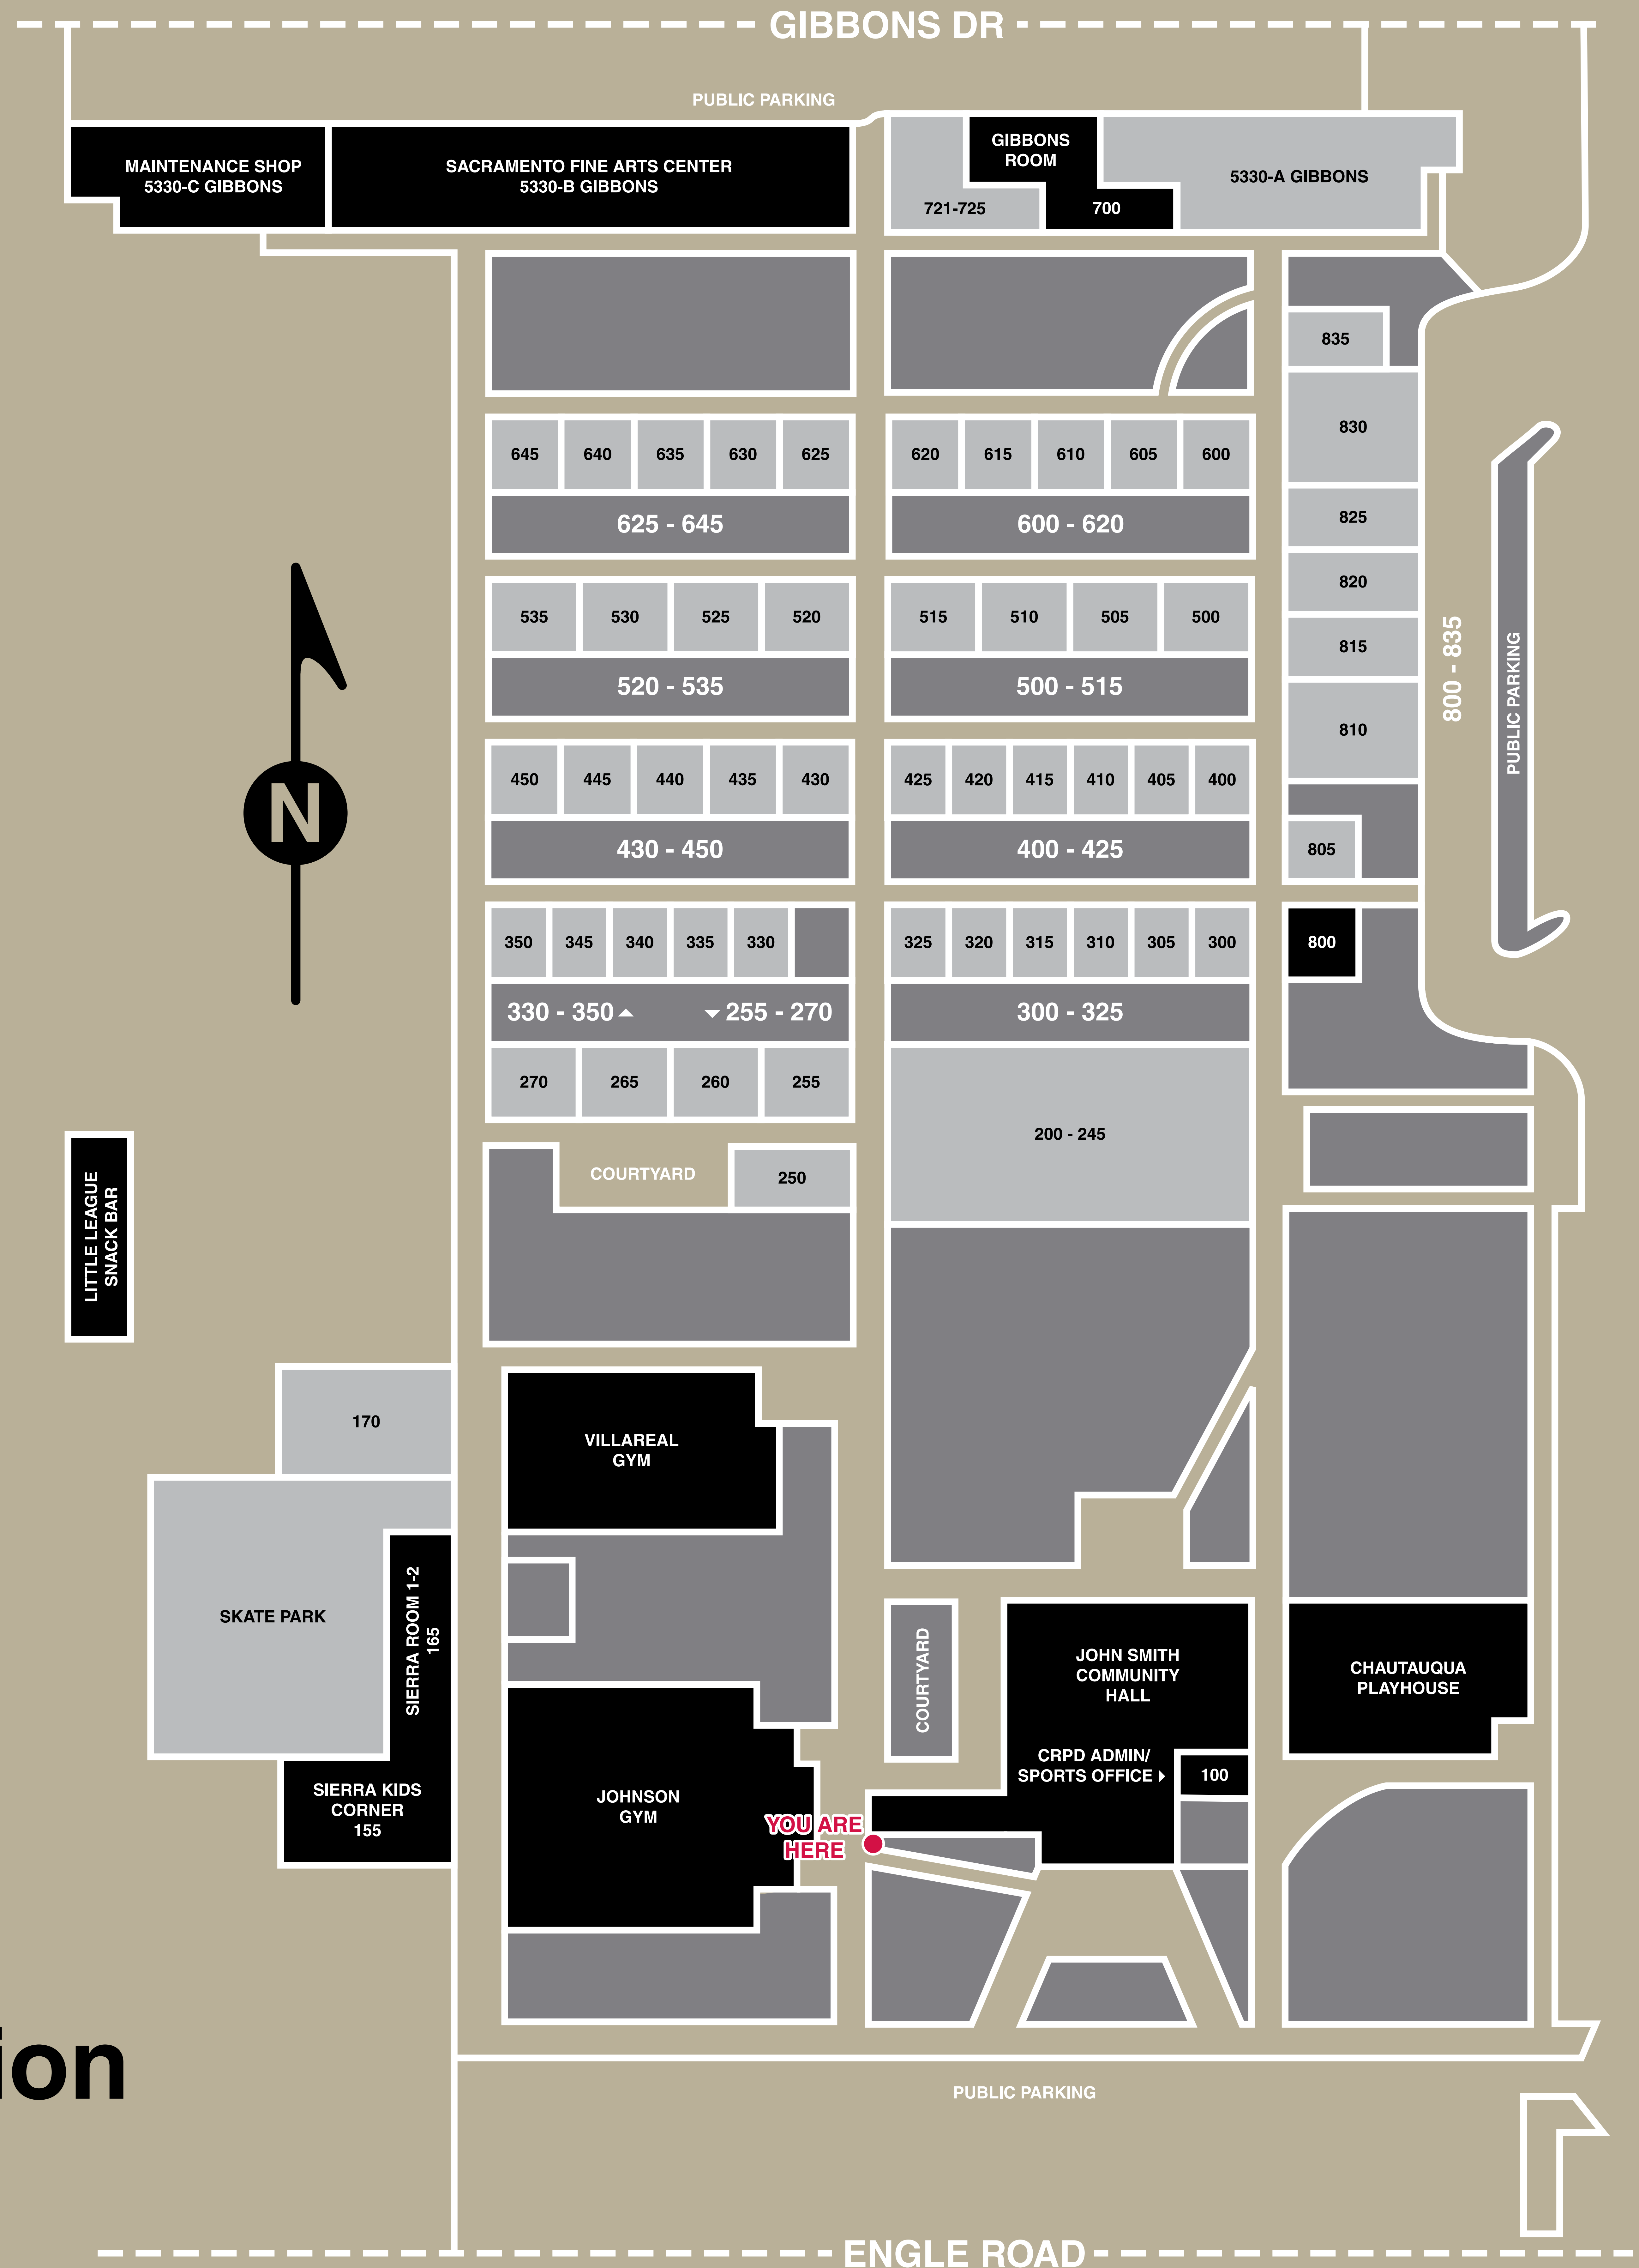 GIBBONS DR
PUBLIC PARKING
MAINTENANCE SHOP
5330-C GIBBONS
SACRAMENTO FINE ARTS CENTER
5330-B GIBBONS
GIBBONS
ROOM
721-725
700
5330-A GIBBONS
835
830
645 640 635 630 625
620 615 610 605 600
625 - 645
600 - 620
825
820
535 530 525 520
515 510 505 500
815
520 - 535
500 - 515
800 - 835
PUBLIC PARKING
810
450 445 440 435 430
425 420 415 410 405 400
N
430 - 450
400 - 425
805
350 345 340 335 330
325 320 315 310 305 300
800
330 - 350 ▲ ▼ 255 - 270
300 - 325
270 265 260 255
200 - 245
COURTYARD
250
LITTLE LEAGUE
SNACK BAR
170
VILLAREAL
GYM
SKATE PARK
SIERRA ROOM 1-2
165
COURTYARD
JOHN SMITH
COMMUNITY
HALL
CHAUTAUQUA
PLAYHOUSE
CRPD ADMIN/
SPORTS OFFICE ▶
100
SIERRA KIDS
CORNER
155
JOHNSON
GYM
YOU ARE
HERE
ion
PUBLIC PARKING
ENGLE ROAD